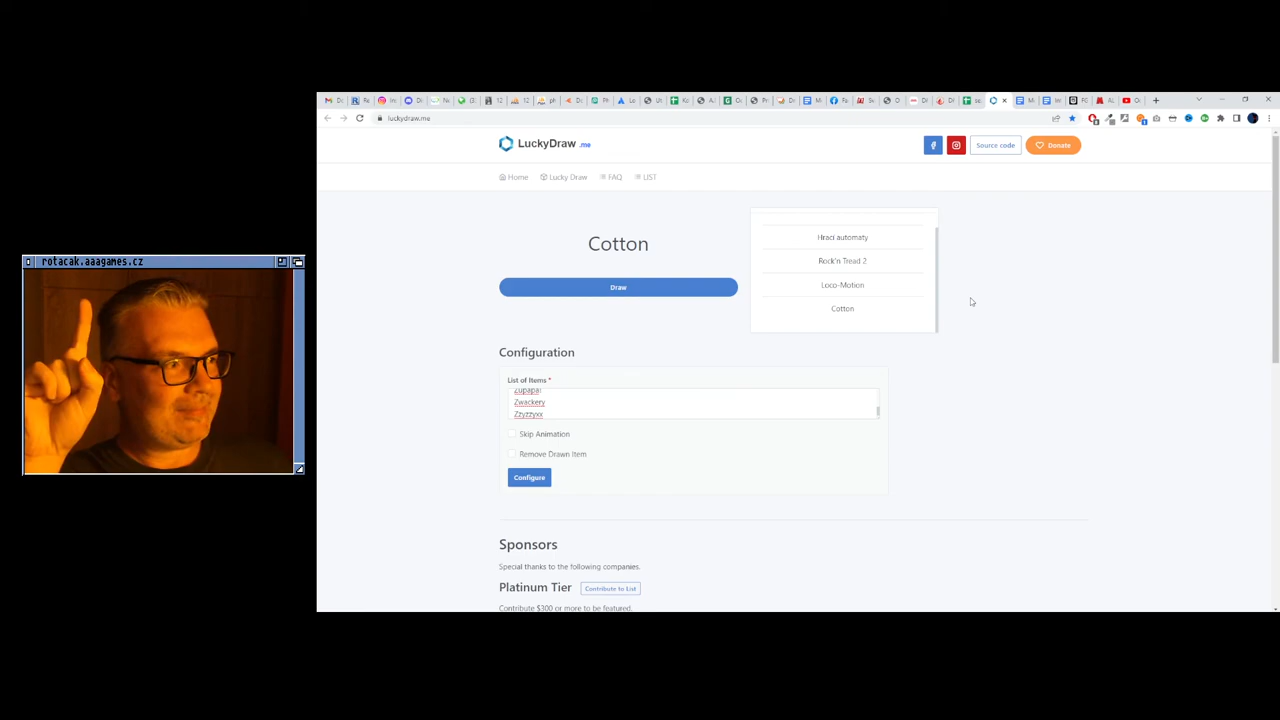 luckydraw.me
LuckyDraw .me
Source code
Donate
Home
Lucky Draw
FAQ
LIST
Cotton
Draw
Hraci automaty
Rock'n Tread 2
Loco-Motion
Cotton
Configuration
List of Items *
Zupapa!
Zwackery
Zzyzzyxx
Skip Animation
Remove Drawn Item
Configure
Sponsors
Special thanks to the following companies.
Platinum Tier
Contribute to List
Contribute $300 or more to be featured.
rotacak.aaagames.cz